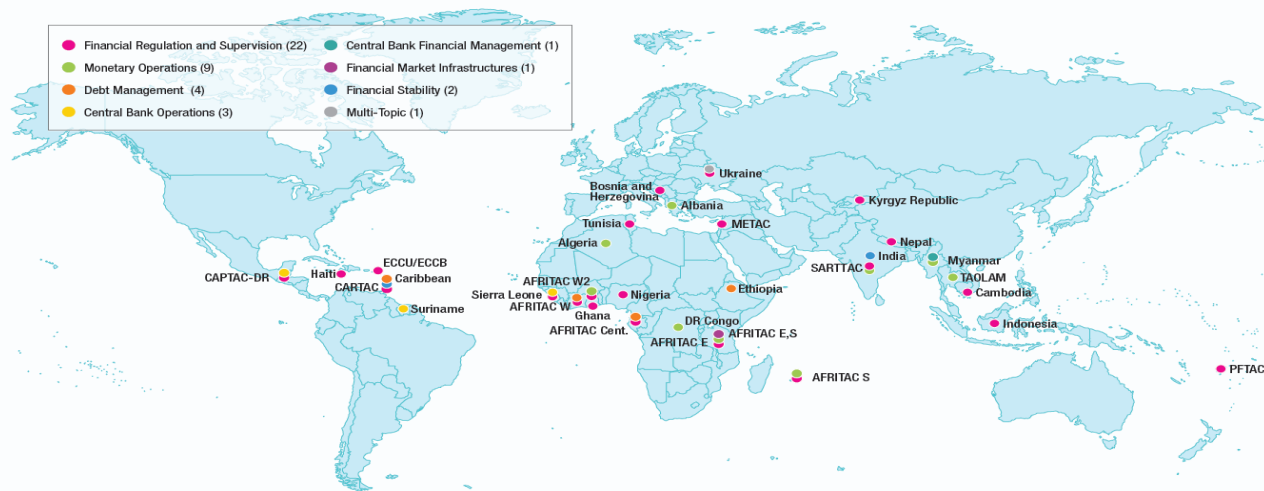 Financial Regulation and Supervision (22)
Monetary Operations (9)
Debt Management (4)
Central Bank Operations (3)
Central Bank Financial Management (1)
Financial Market Infrastructures (1)
Financial Stability (2)
Multi-Topic (1)
Ukraine
Bosnia and
Herzegovina
Albania
Kyrgyz Republic
Tunisia
METAC
Algeria
Nepal
India
SARTTAC
Myanmar
TAOLAM
Cambodia
Indonesia
PFTAC
ECCU/ECCB
CAPTAC-DR
Haïti
Caribbean
CARTAC
Suriname
AFRITAC W2
Sierra Leone
AFRITAC W
Ghana
Nigeria
Ethiopia
AFRITAC Cent.
DR Congo
AFRITAC E,S
AFRITAC E
AFRITAC S